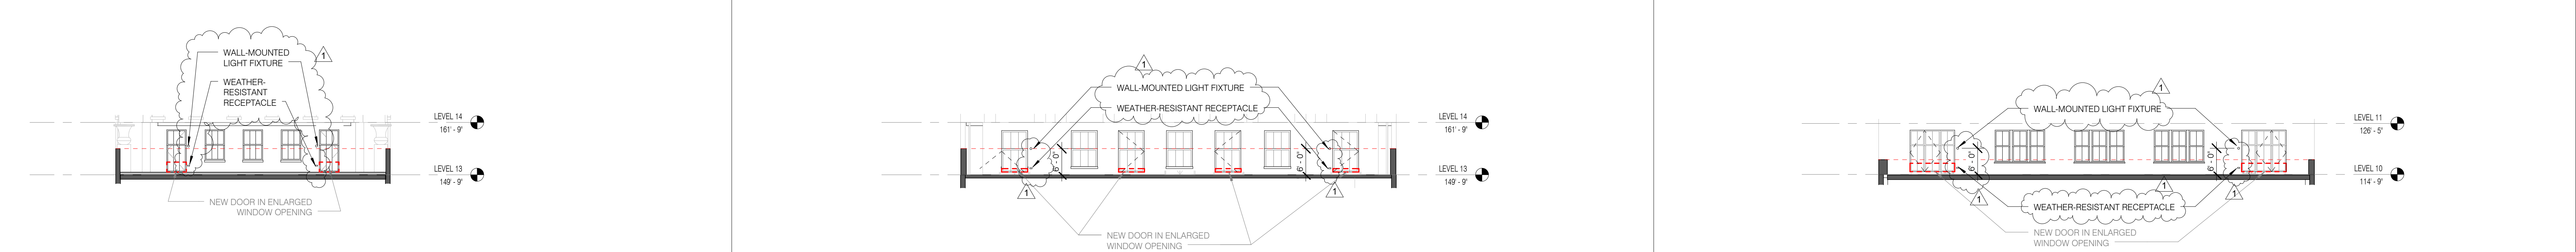 WALL-MOUNTED
LIGHT FIXTURE
1
WEATHER-
RESISTANT
RECEPTACLE
LEVEL 14
161' - 9"
LEVEL 13
149' - 9"
NEW DOOR IN ENLARGED
WINDOW OPENING
1
WALL-MOUNTED LIGHT FIXTURE
WEATHER-RESISTANT RECEPTACLE
LEVEL 14
161' - 9"
6' - 0"
6' - 0"
LEVEL 13
149' - 9"
1
1
NEW DOOR IN ENLARGED
WINDOW OPENING
1
WALL-MOUNTED LIGHT FIXTURE
LEVEL 11
126' - 5"
6' - 0"
6' - 0"
LEVEL 10
114' - 9"
1
1
1
WEATHER-RESISTANT RECEPTACLE
NEW DOOR IN ENLARGED
WINDOW OPENING